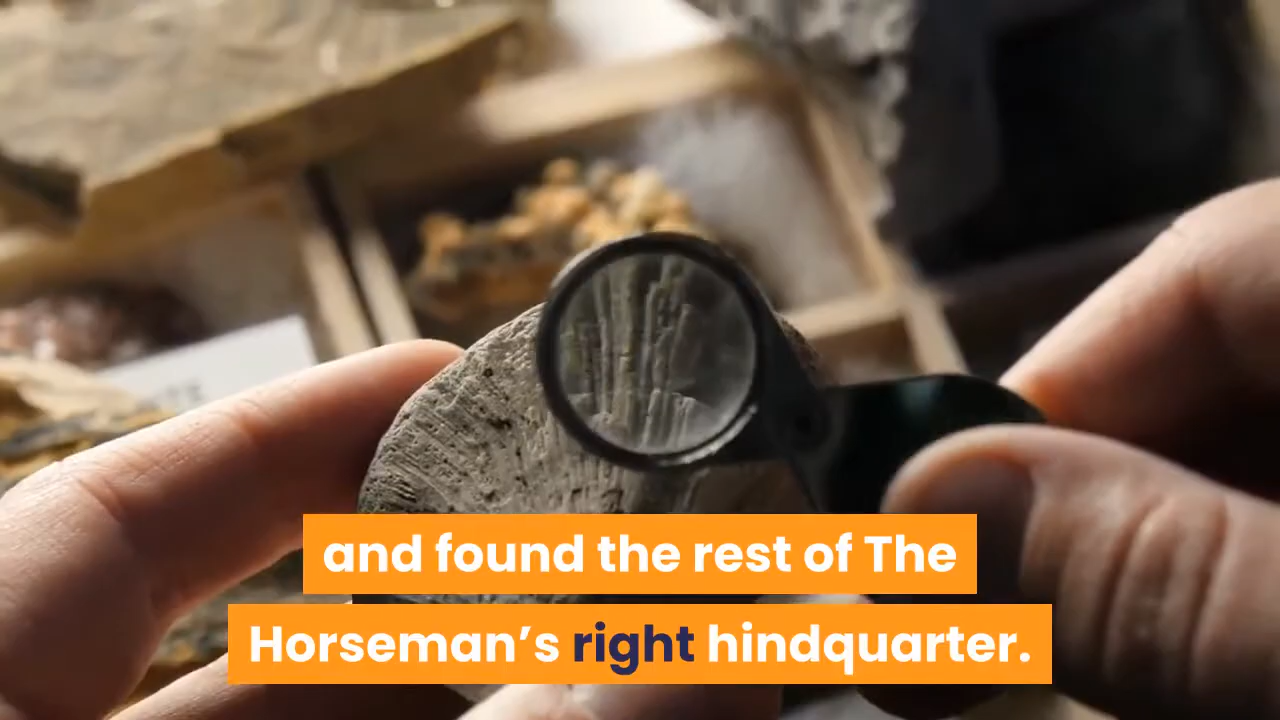 and found the rest of The
Horseman’s right hindquarter.